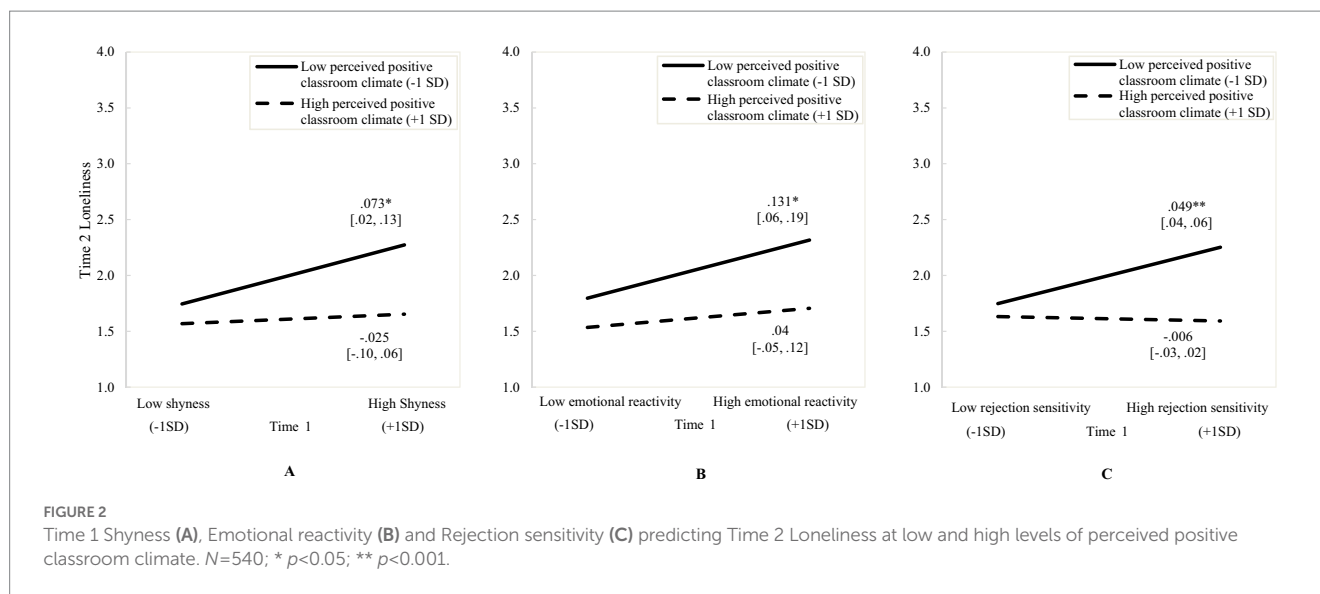 4.0
3.5
3.0
2.5
2.0
1.5
1.0
Time 2 Loneliness
Low perceived positive
classroom climate (-1 SD)
High perceived positive
classroom climate (+1 SD)
.073*
[.02, .13]
-.025
[-.10, .06]
Low shyness
(-1SD)
Time 1
High Shyness
(+1SD)
A
4.0
3.5
3.0
2.5
2.0
1.5
1.0
Low perceived positive
classroom climate (-1 SD)
High perceived positive
classroom climate (+1 SD)
.131*
[.06, .19]
.04
[-.05, .12]
Low emotional reactivity
(-1SD)
Time 1
High emotional reactivity
(+1SD)
B
4.0
3.5
3.0
2.5
2.0
1.5
1.0
Low perceived positive
classroom climate (-1 SD)
High perceived positive
classroom climate (+1 SD)
.049**
[.04, .06]
-.006
[-.03, .02]
Low rejection sensitivity
(-1SD)
Time 1
High rejection sensitivity
(+1SD)
C
FIGURE 2
Time 1 Shyness (A), Emotional reactivity (B) and Rejection sensitivity (C) predicting Time 2 Loneliness at low and high levels of perceived positive
classroom climate. N=540; * p<0.05; ** p<0.001.